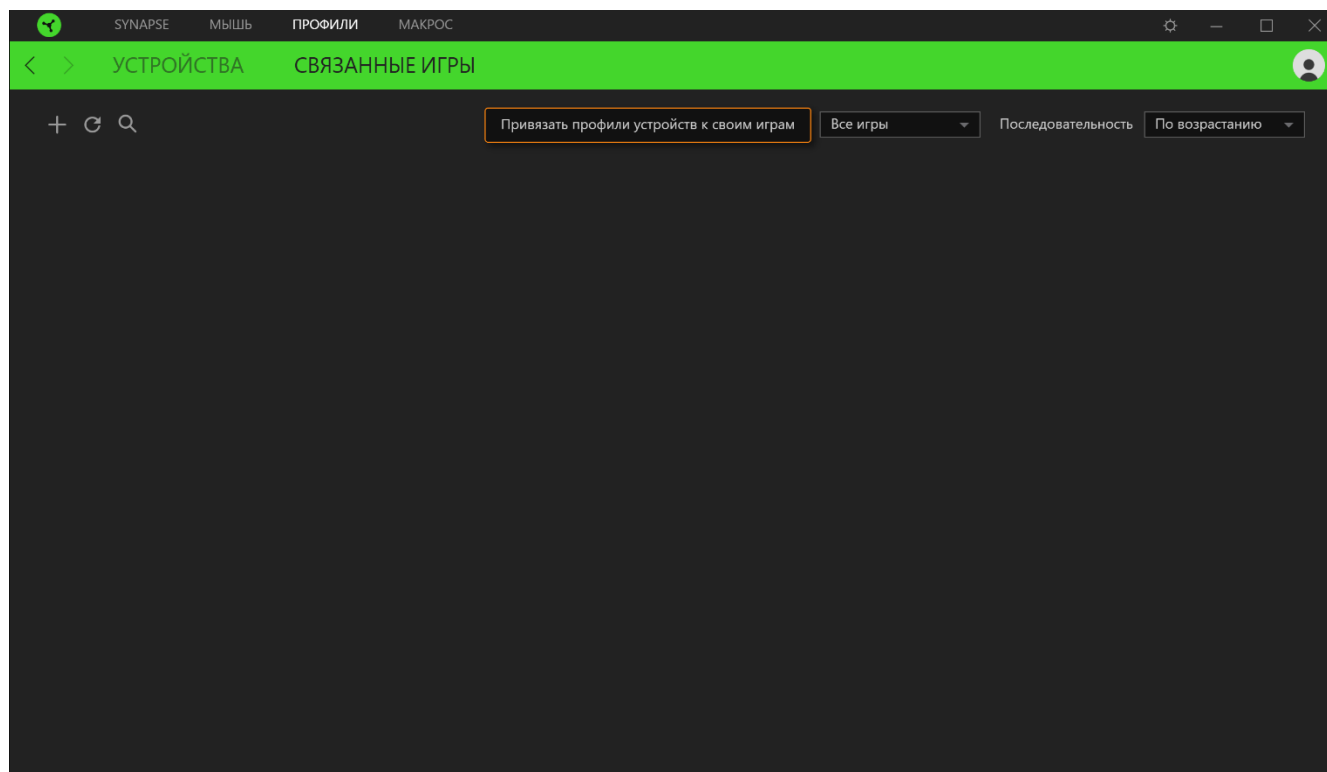 SYNAPSE МЫШЬ ПРОФИЛИ МАКРОС
УСТРОЙСТВА СВЯЗАННЫЕ ИГРЫ
Привязать профили устройств к своим играм Все игры Последовательность По возрастанию